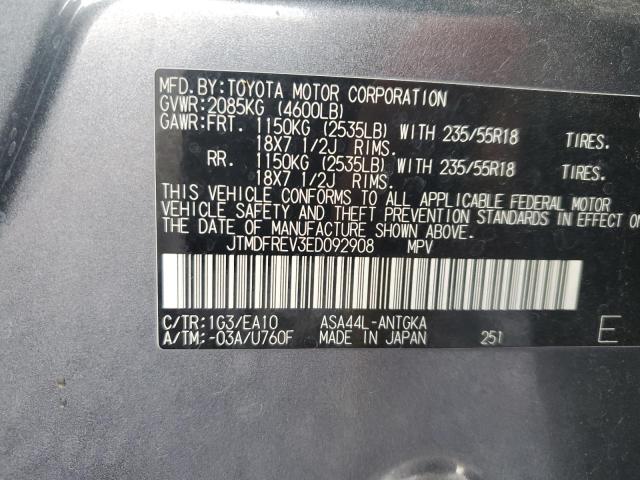 MFD.BY:TOYOTA MOTOR CORPORATION
GVWR:2085KG (4600LB)
GAWR:FRT. 1150KG (2535LB) WITH 235/55R18 TIRES.
18X7 1/2J RIMS.
RR. 1150KG (2535LB) WITH 235/55R18 TIRES.
18X7 1/2J RIMS.
THIS VEHICLE CONFORMS TO ALL APPLICABLE FEDERAL MOTOR
VEHICLE SAFETY AND THEFT PREVENTION STANDARDS IN EFFECT ON
THE DATE OF MANUFACTURE SHOWN ABOVE.
JTMDFREV3ED092908 MPV
C/TR:1G3/EA10 ASA44L-ANTGKA
A/TM:-03A/U760F MADE IN JAPAN 251 E